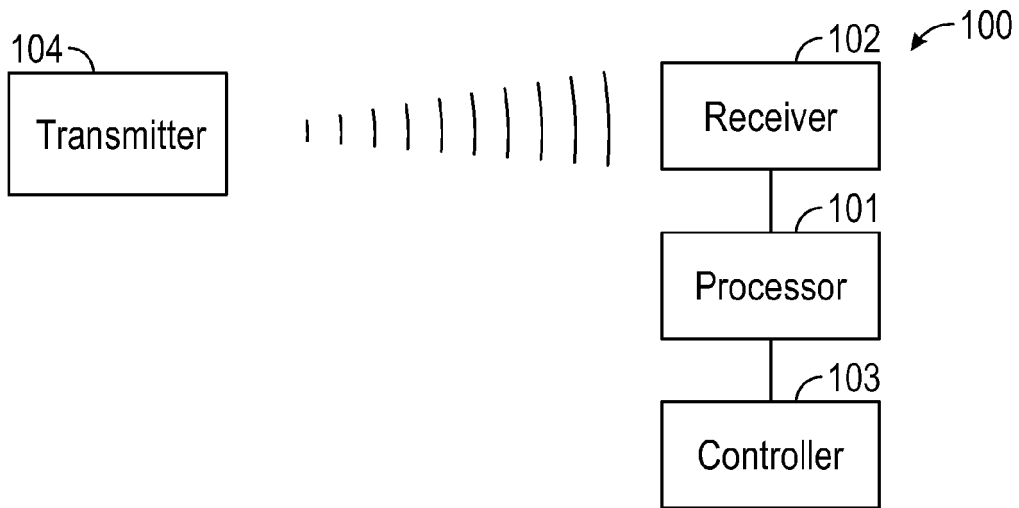 100
104
Transmitter
102
Receiver
101
Processor
103
Controller